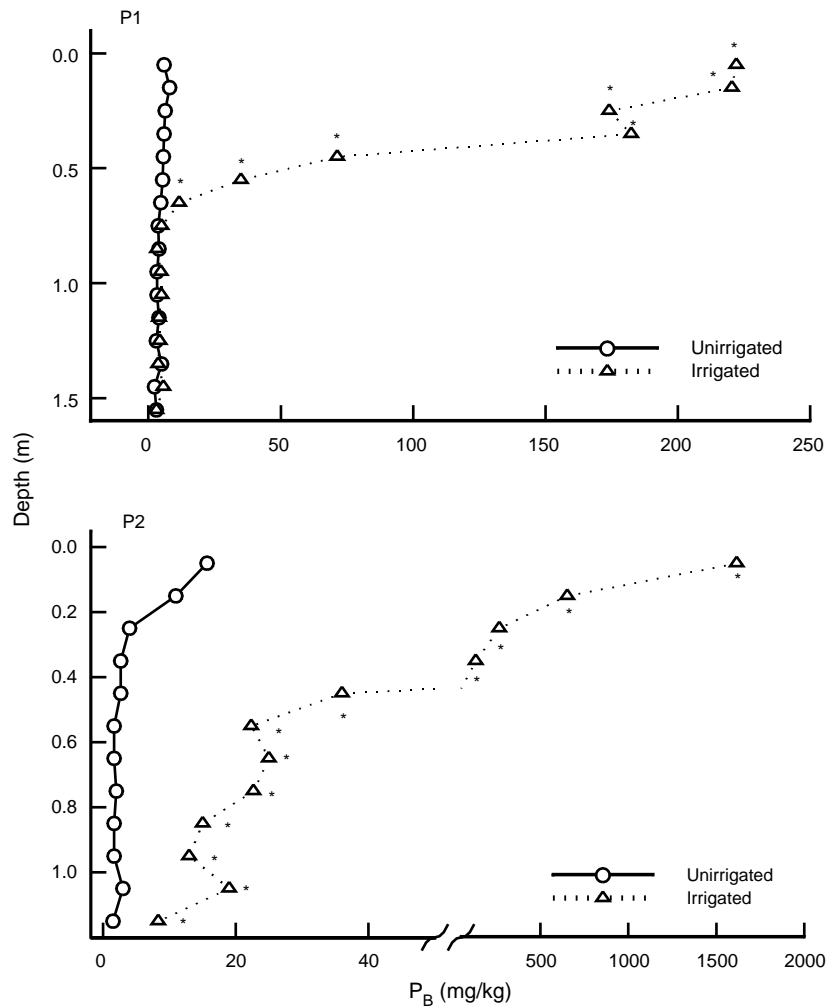 P1
0.0
0.5
1.0
1.5
* * * * * * *
Unirrigated
Irrigated
0 50 100 150 200 250
Depth (m)
P2
0.0
0.2
0.4
0.6
0.8
1.0
* * * * * * * * * * * *
Unirrigated
Irrigated
0 20 40 500 1000 1500 2000
P_B (mg/kg)